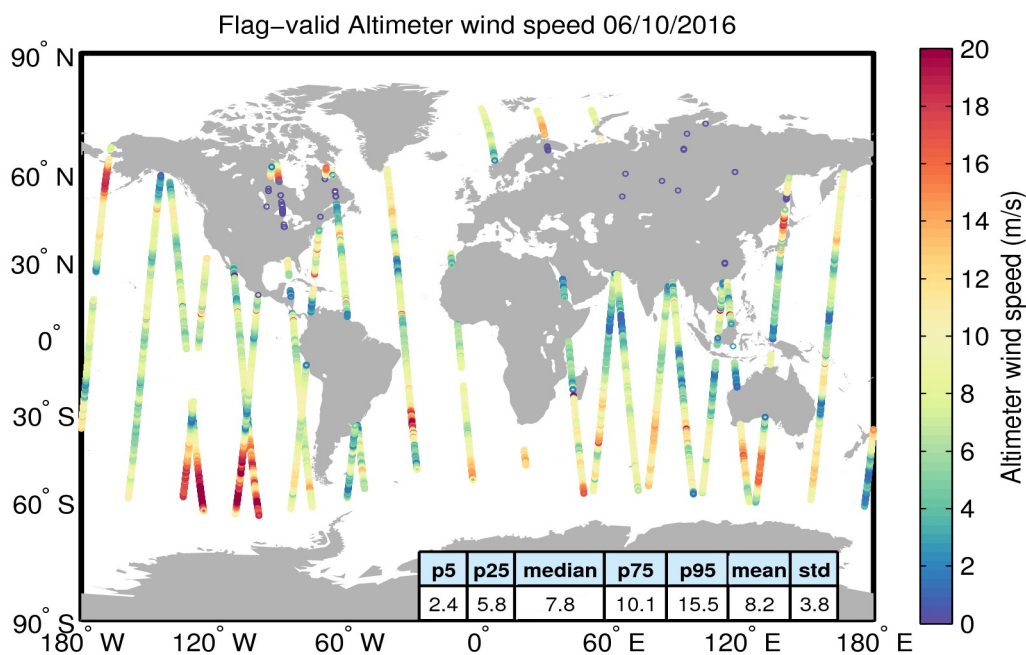 Flag−valid Altimeter wind speed 06/10/2016
90° N
60° N
30° N
0°
30° S
60° S
90° S
180° W
120° W
60° W
0°
60° E
120° E
180° E
p5 p25 median p75 p95 mean std
2.4 5.8 7.8 10.1 15.5 8.2 3.8
20
18
16
14
12
10
8
6
4
2
0
Altimeter wind speed (m/s)